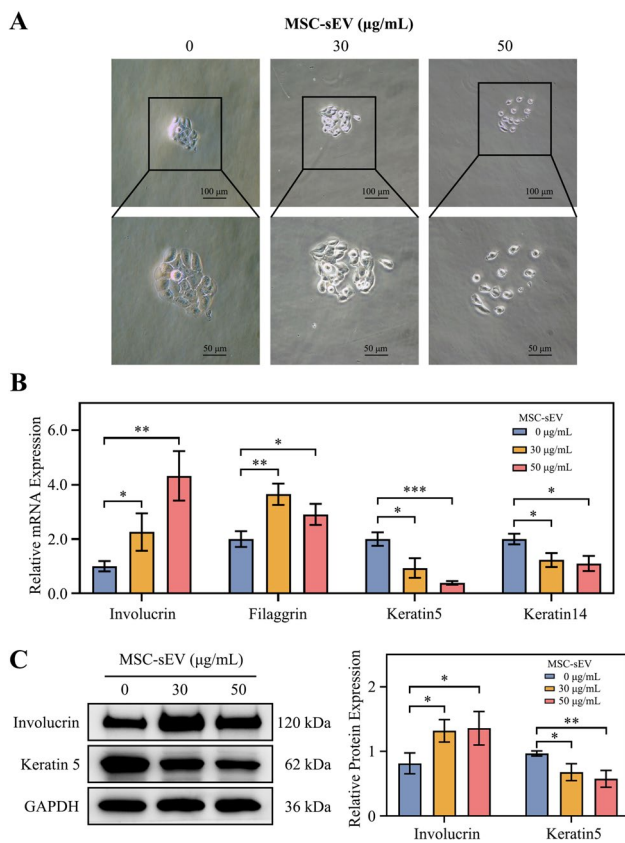 A
MSC-sEV (μg/mL)
0 30 50
100 μm 100 μm 100 μm
50 μm 50 μm 50 μm
B
Relative mRNA Expression
6.0
4.0
2.0
0.0
MSC-sEV
0 μg/mL
30 μg/mL
50 μg/mL
** * *** *
* ** * *
Involucrin Filaggrin Keratin5 Keratin14
C
MSC-sEV (μg/mL)
0 30 50
Involucrin 120 kDa
Keratin 5 62 kDa
GAPDH 36 kDa
Relative Protein Expression
2
1
0
MSC-sEV
0 μg/mL
30 μg/mL
50 μg/mL
* **
* *
Involucrin Keratin5